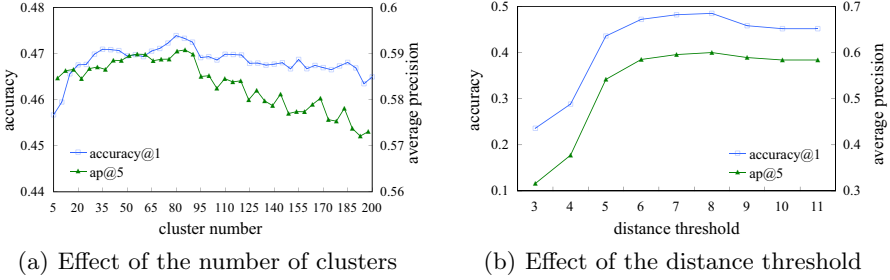 0.48
0.47
0.46
0.45
0.44
accuracy
0.6
0.59
0.58
0.57
0.56
average precision
accuracy@1
ap@5
5 20 35 50 65 80 95 110 125 140 155 170 185 200
cluster number
(a) Effect of the number of clusters
0.5
0.4
0.3
0.2
0.1
accuracy
0.7
0.6
0.5
0.4
0.3
average precision
accuracy@1
ap@5
3 4 5 6 7 8 9 10 11
distance threshold
(b) Effect of the distance threshold